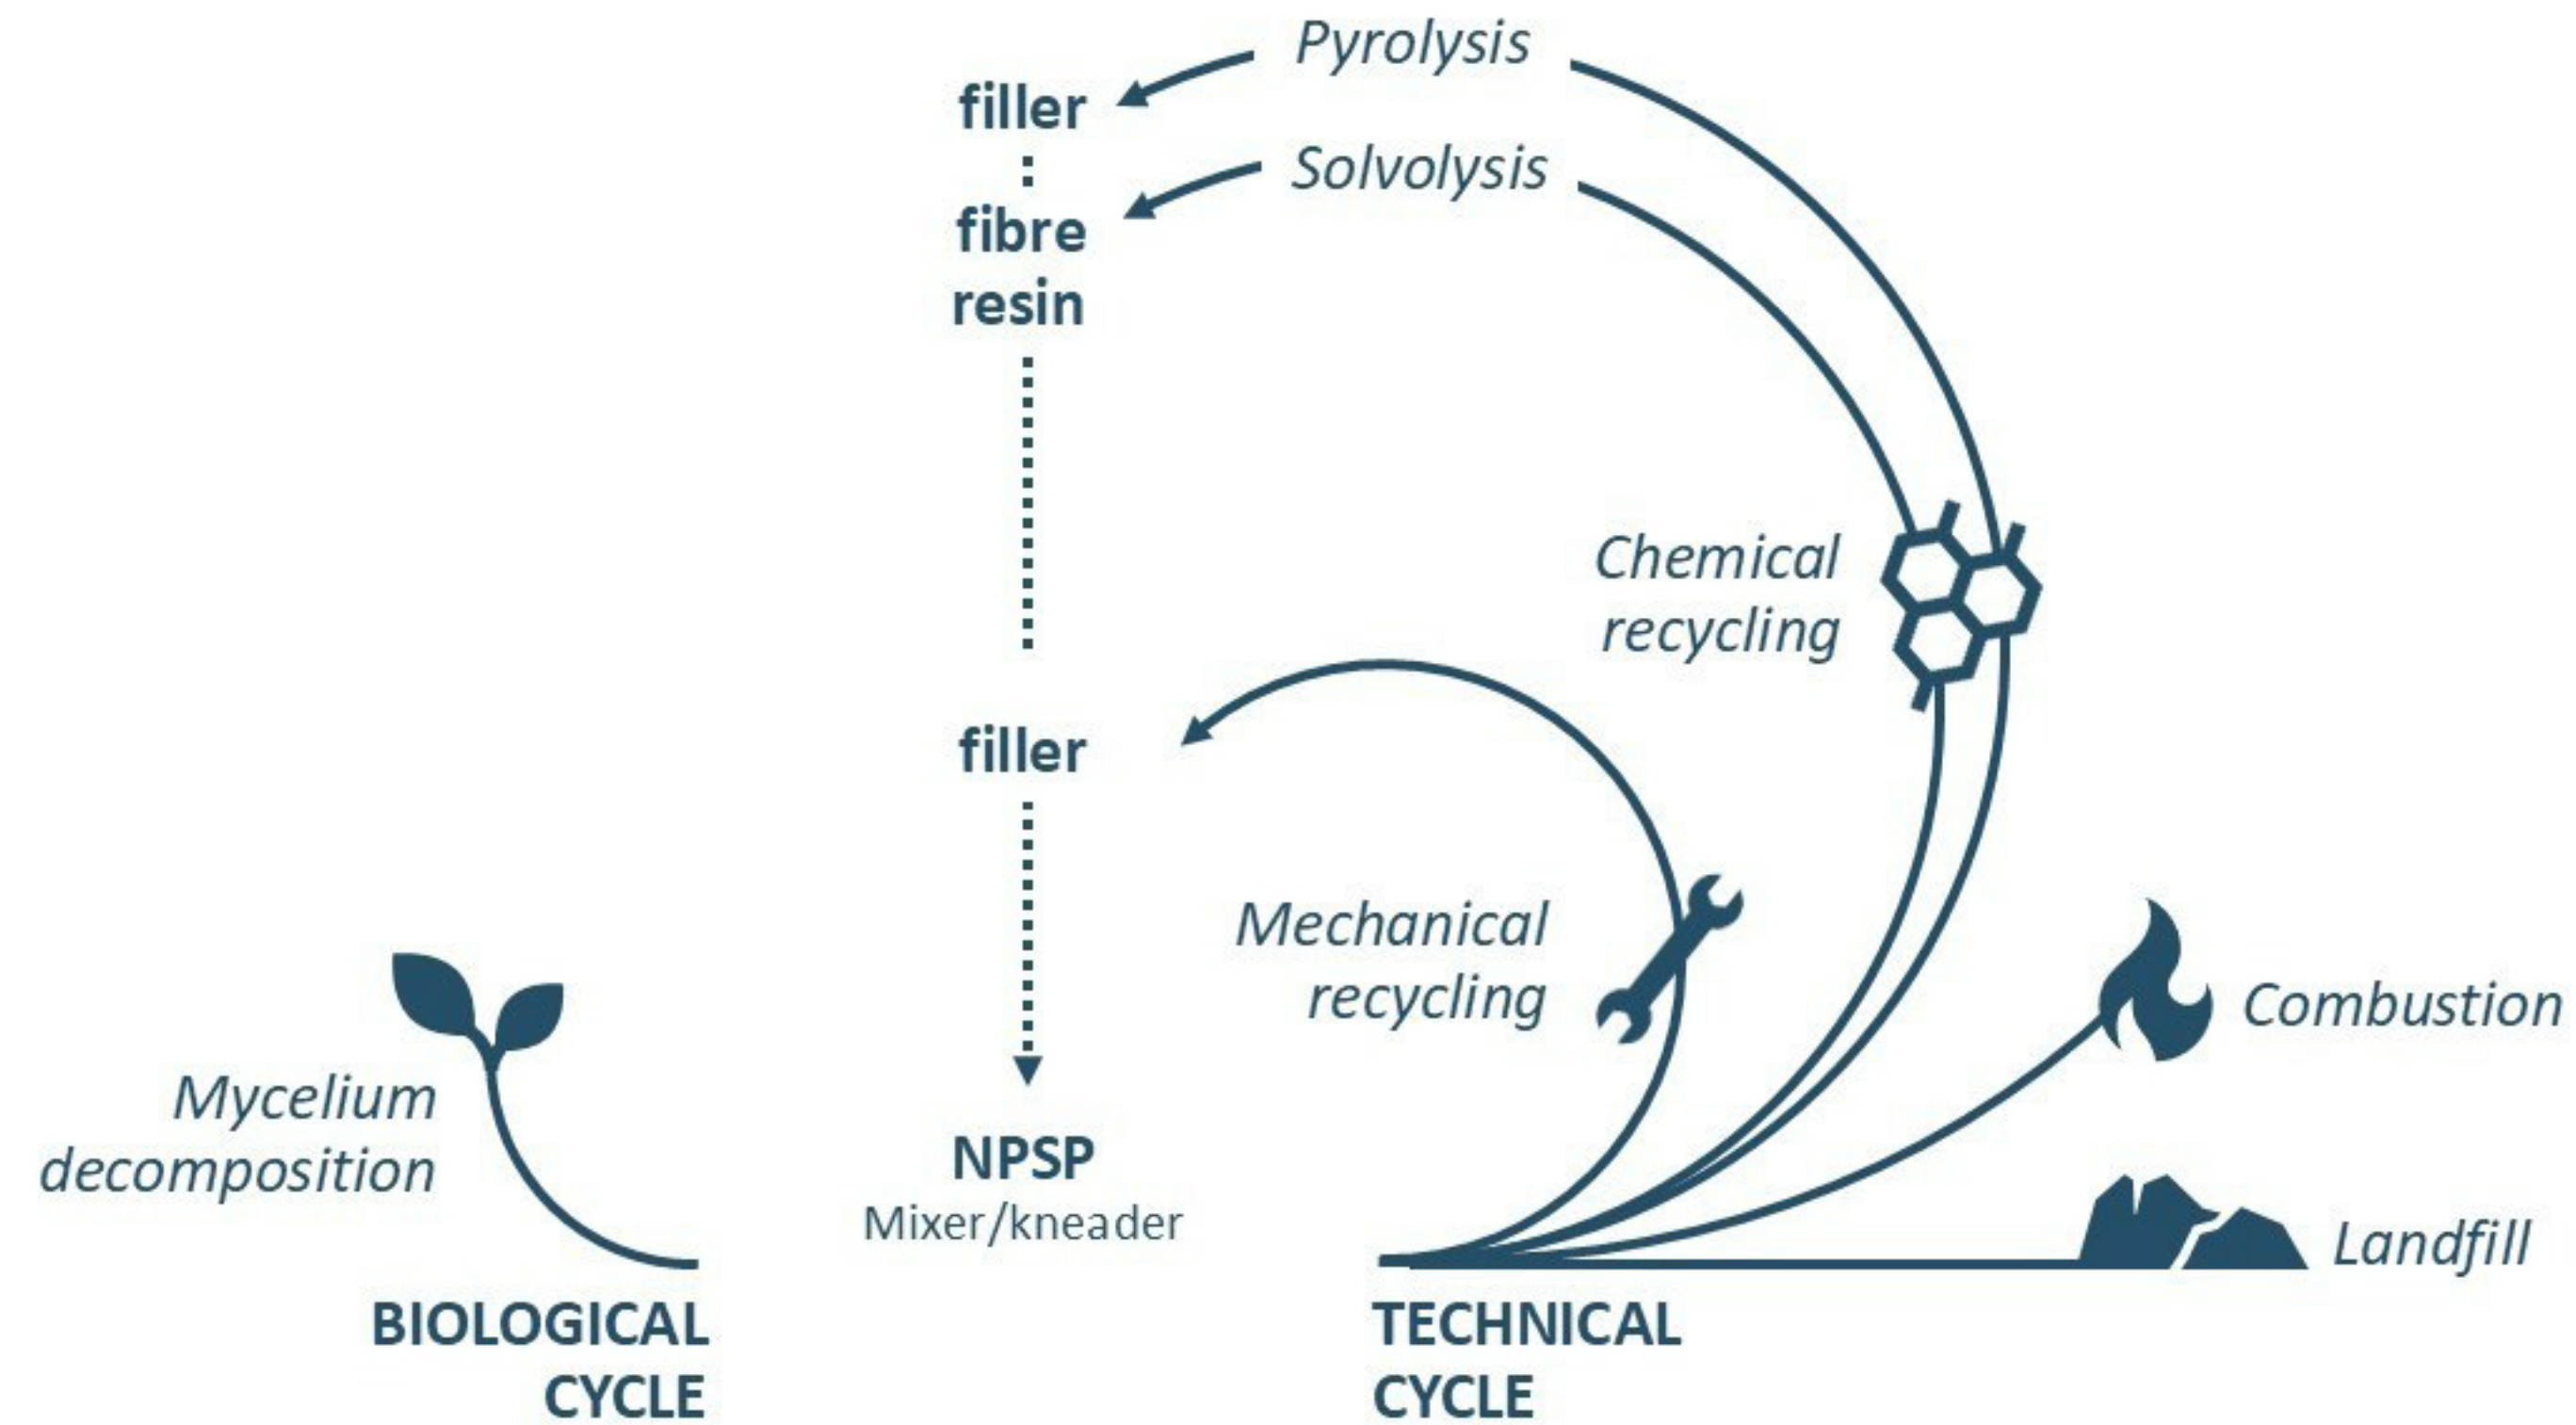 Pyrolysis
filler
Solvolysis
fibre
resin
Chemical
recycling
filler
Mechanical
recycling
Combustion
Mycelium
decomposition
NPSP
Mixer/kneader
Landfill
BIOLOGICAL
CYCLE
TECHNICAL
CYCLE